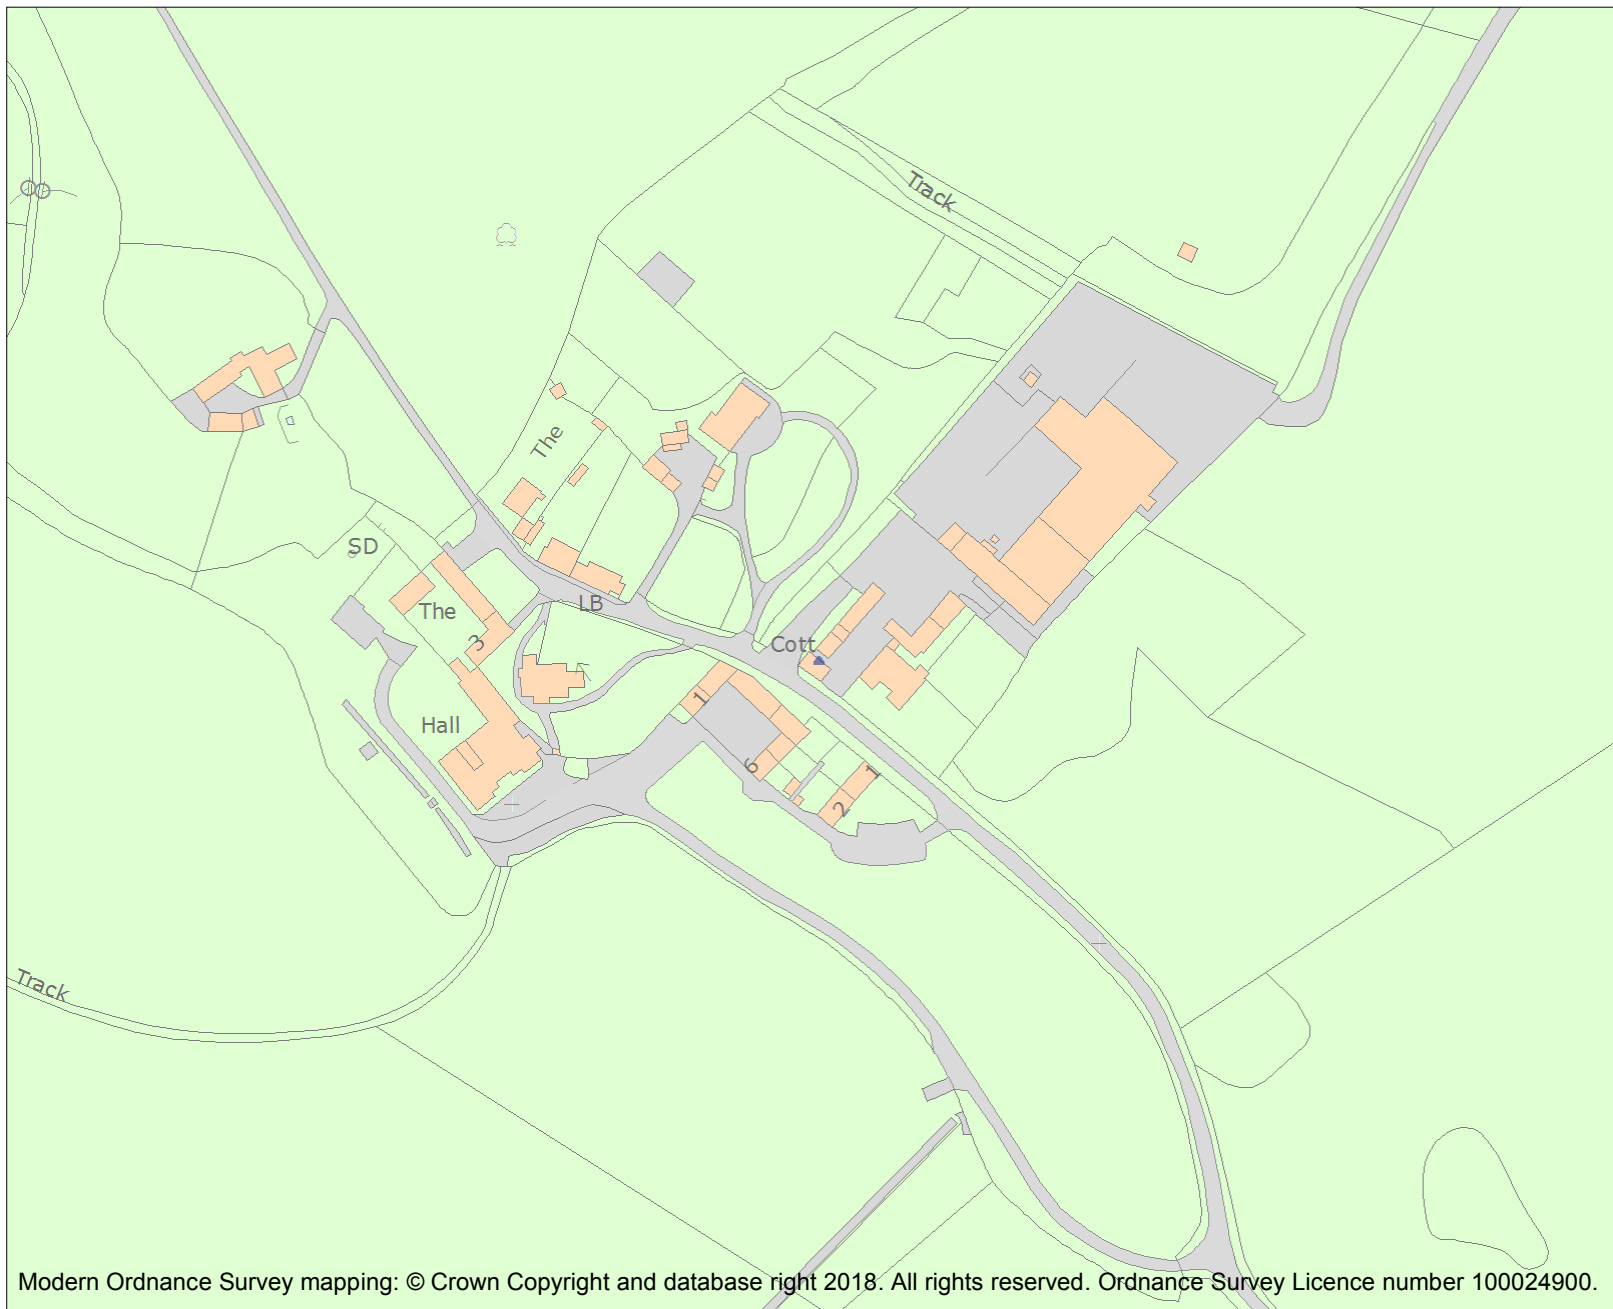 Track
The
SD
The
LB
3
Cott
1
Hall
6
1
2
Track
Modern Ordnance Survey mapping: © Crown Copyright and database right 2018. All rights reserved. Ordnance Survey Licence number 100024900.